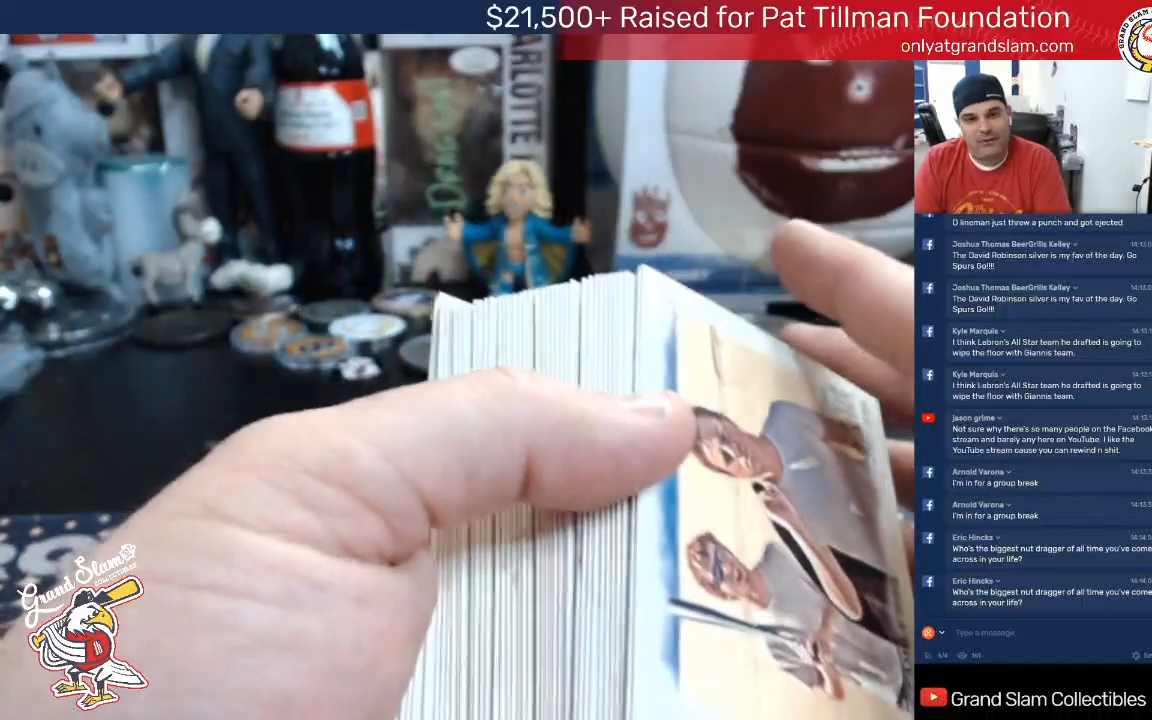 $21,500+ Raised for Pat Tillman Foundation
onlyatgrandslam.com
GRAND SLAM
ARLOTTE
D lineman just threw a punch and got ejected
Joshua Thomas BeerGrills Kelley
The David Robinson silver is my fav of the day. Go
Spurs Go!!!!
Joshua Thomas BeerGrills Kelley
The David Robinson silver is my fav of the day. Go
Spurs Go!!!!
Kyle Marquis
I think Lebron's All Star team he drafted is going to
wipe the floor with Giannis team.
Kyle Marquis
I think Lebron's All Star team he drafted is going to
wipe the floor with Giannis team.
jason grime
Not sure why there's so many people on the Facebook
stream and barely any here on YouTube. I like the
YouTube stream cause you can rewind n shit.
Arnold Varona
I'm in for a group break
Arnold Varona
I'm in for a group break
Eric Hincks
Who's the biggest nut dragger of all time you've come
across in your life?
Eric Hincks
Who's the biggest nut dragger of all time you've come
across in your life?
Type a message
3/4 161
Grand Slam
COLLECTIBLES
D
Grand Slam Collectibles